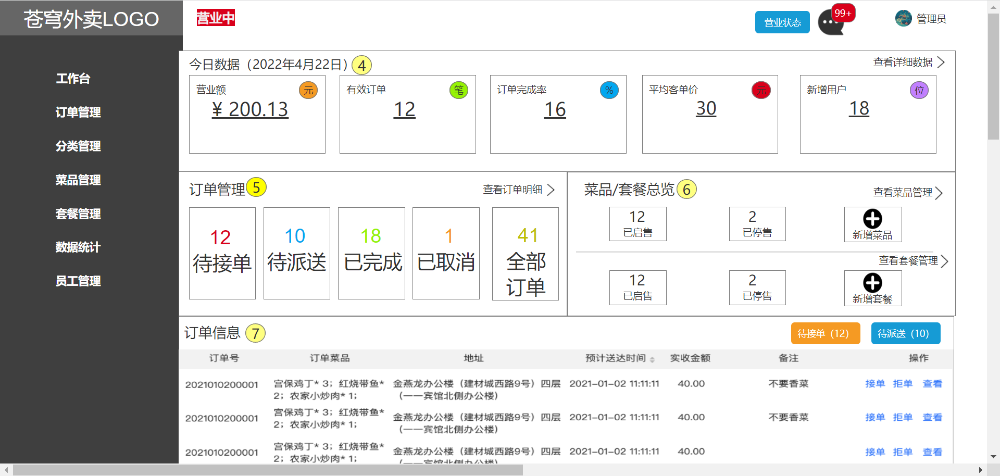 苍穹外卖LOGO
营业中
营业状态
99+
管理员
工作台
订单管理
分类管理
菜品管理
套餐管理
数据统计
员工管理
今日数据（2022年4月22日）
4
查看详细数据
营业额
元
¥ 200.13
有效订单
笔
12
订单完成率
%
16
平均客单价
元
30
新增用户
位
18
订单管理
5
查看订单明细
12
待接单
10
待派送
18
已完成
1
已取消
41
全部
订单
菜品/套餐总览
6
查看菜品管理
12
已启售
2
已停售
新增菜品
查看套餐管理
12
已启售
2
已停售
新增套餐
订单信息
7
待接单（12）
待派送（10）
订单号 订单菜品 地址 预计送达时间 实收金额 备注 操作
2021010200001 宫保鸡丁* 3；红烧带鱼* 金燕龙办公楼（建材城西路9号）四层 2021-01-02 11:11:11 40.00 不要香菜 接单 拒单 查看
2；农家小炒肉* 1； （一一宾馆北侧办公楼）
2021010200001 宫保鸡丁* 3；红烧带鱼* 金燕龙办公楼（建材城西路9号）四层 2021-01-02 11:11:11 40.00 不要香菜 接单 拒单 查看
2；农家小炒肉* 1； （一一宾馆北侧办公楼）
2021010200001 宫保鸡丁* 3；红烧带鱼* 金燕龙办公楼（建材城西路9号）四层 2021-01-02 11:11:11 40.00 接单 拒单 查看
2；农家小炒肉* 1； （一一宾馆北侧办公楼）